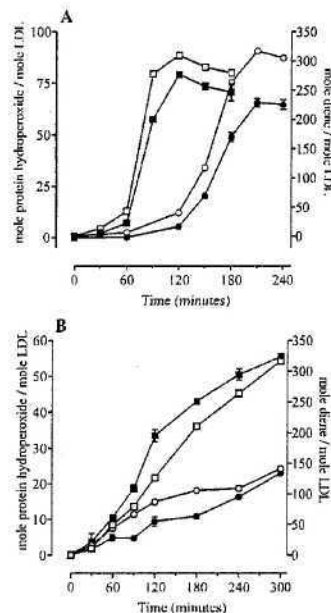 A
mole protein hydroperoxide / mole LDL
100
75
50
25
0
350
300
250
200
150
100
50
0
mole diene / mole LDL
0 60 120 180 240
Time (minutes)
B
mole protein hydroperoxide / mole LDL
60
50
40
30
20
10
0
350
300
250
200
150
100
50
0
mole diene / mole LDL
0 60 120 180 240 300
Time (minutes)